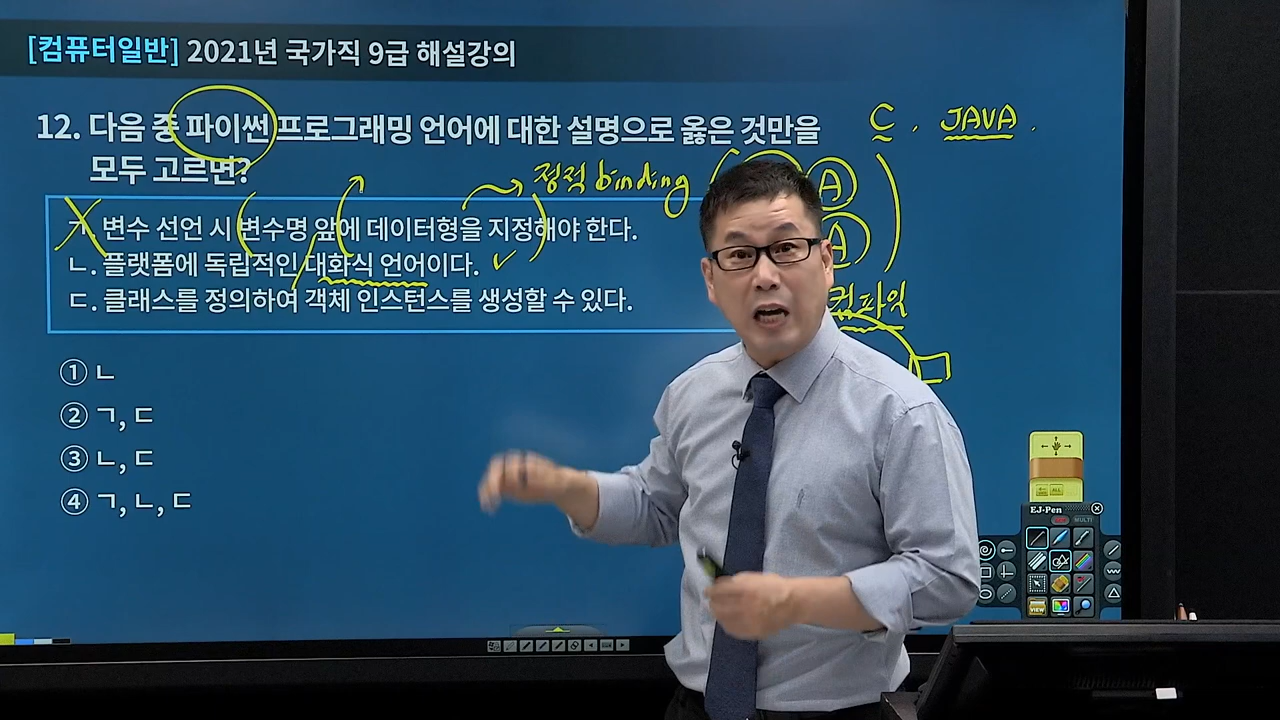 [컴퓨터일반] 2021년 국가직 9급 해설강의
12. 다음 중 파이썬 프로그래밍 언어에 대한 설명으로 옳은 것만을
모두 고르면?
C . JAVA .
정적 binding
A
A
변수 선언 시 변수명 앞에 데이터형을 지정해야 한다.
ㄴ. 플랫폼에 독립적인 대화식 언어이다.
ㄷ. 클래스를 정의하여 객체 인스턴스를 생성할 수 있다.
컴파일
① ㄴ
② ㄱ, ㄷ
③ ㄴ, ㄷ
④ ㄱ, ㄴ, ㄷ
EJ-Pen
MULTI
VIEW